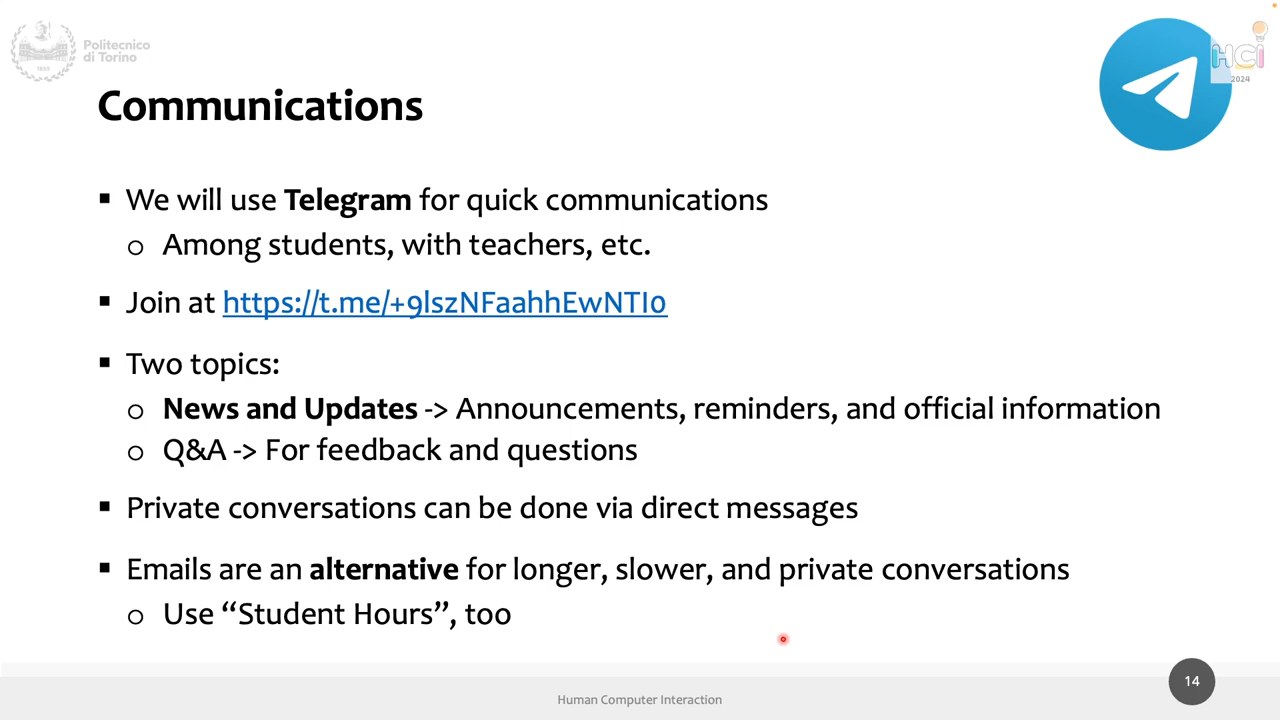 Politecnico
di Torino
1859
HCI
2024
Communications
▪ We will use Telegram for quick communications
o Among students, with teachers, etc.
▪ Join at https://t.me/+9lszNFaahhEwNTI0
▪ Two topics:
o News and Updates -> Announcements, reminders, and official information
o Q&A -> For feedback and questions
▪ Private conversations can be done via direct messages
▪ Emails are an alternative for longer, slower, and private conversations
o Use “Student Hours”, too
Human Computer Interaction
14